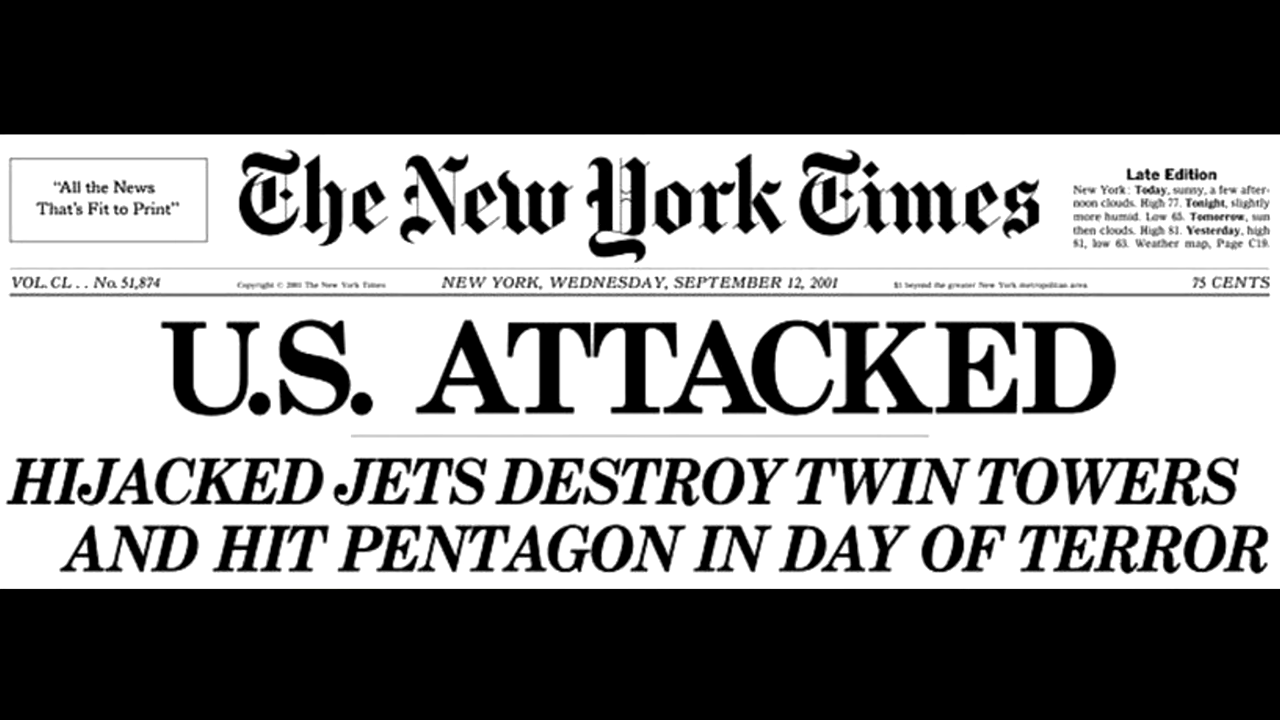 "All the News
That's Fit to Print"
The New York Times
Late Edition
New York: Today, sunny, a few after-
noon clouds. High 77. Tonight, slightly
more humid. Low 65. Tomorrow, sun
then clouds. High 81. Yesterday, high
81, low 63. Weather map, Page C19.
VOL. CL . . No. 51,874
Copyright © 2001 The New York Times
NEW YORK, WEDNESDAY, SEPTEMBER 12, 2001
$1 beyond the greater New York metropolitan area
75 CENTS
U.S. ATTACKED
HIJACKED JETS DESTROY TWIN TOWERS
AND HIT PENTAGON IN DAY OF TERROR